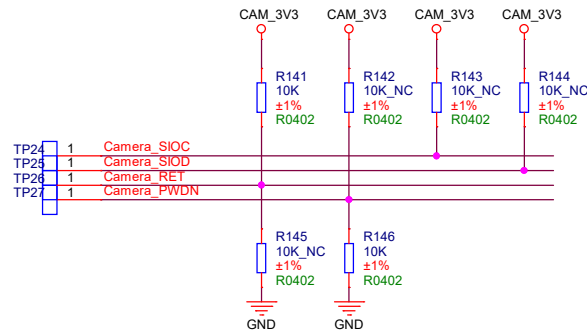 CAM_3V3 CAM_3V3 CAM_3V3 CAM_3V3
R141 R142 R143 R144
10K 10K_NC 10K_NC 10K_NC
±1% ±1% ±1% ±1%
R0402 R0402 R0402 R0402
TP24 1 Camera_SIOC
TP25 1 Camera_SIOD
TP26 1 Camera_RET
TP27 1 Camera_PWDN
R145 R146
10K_NC 10K
±1% ±1%
R0402 R0402
GND GND